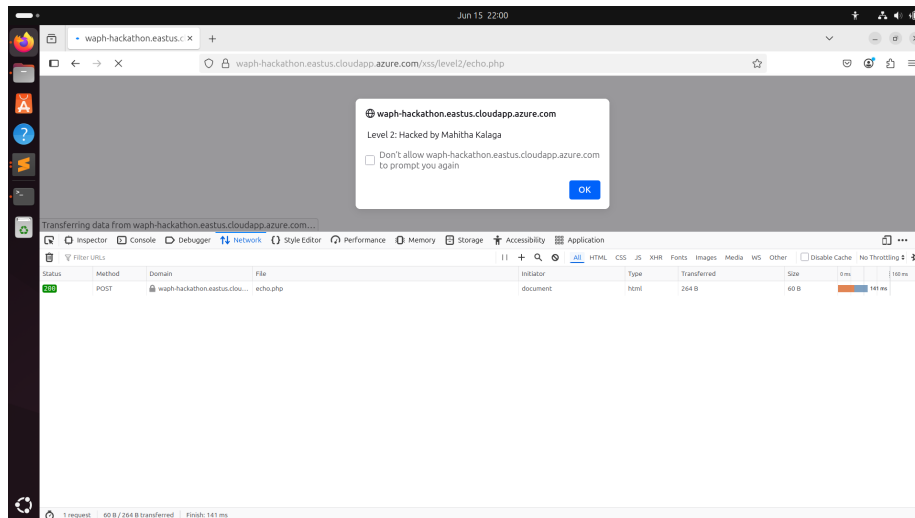 Jun 15 22:00
waph-hackathon.eastus.c
waph-hackathon.eastus.cloudapp.azure.com/xss/level2/echo.php
waph-hackathon.eastus.cloudapp.azure.com
Level 2: Hacked by Mahitha Kalaga
Don't allow waph-hackathon.eastus.cloudapp.azure.com
to prompt you again
OK
Transferring data from waph-hackathon.eastus.cloudapp.azure.com...
Inspector Console Debugger Network Style Editor Performance Memory Storage Accessibility Application
Filter URLs All HTML CSS JS XHR Fonts Images Media WS Other Disable Cache No Throttling
Status Method Domain File Initiator Type Transferred Size 0 ms 160 ms
200 POST waph-hackathon.eastus.clou... echo.php document html 264 B 60 B 141 ms
1 request 60 B / 264 B transferred Finish: 141 ms